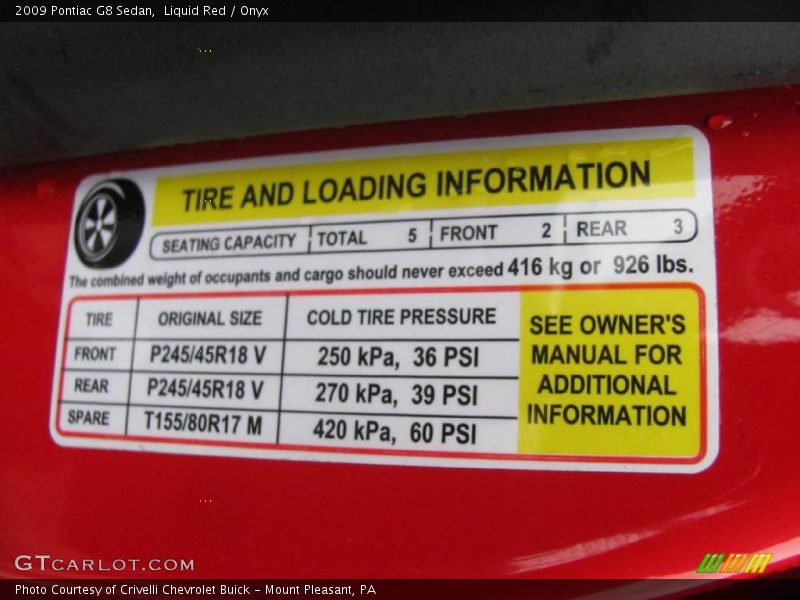 2009 Pontiac G8 Sedan,  Liquid Red / Onyx
TIRE AND LOADING INFORMATION
SEATING CAPACITY TOTAL 5 FRONT 2 REAR 3
The combined weight of occupants and cargo should never exceed 416 kg or 926 lbs.
TIRE ORIGINAL SIZE COLD TIRE PRESSURE
FRONT P245/45R18 V 250 kPa, 36 PSI
REAR P245/45R18 V 270 kPa, 39 PSI
SPARE T155/80R17 M 420 kPa, 60 PSI
SEE OWNER'S
MANUAL FOR
ADDITIONAL
INFORMATION
GTCARLOT.COM
Photo Courtesy of Crivelli Chevrolet Buick - Mount Pleasant, PA